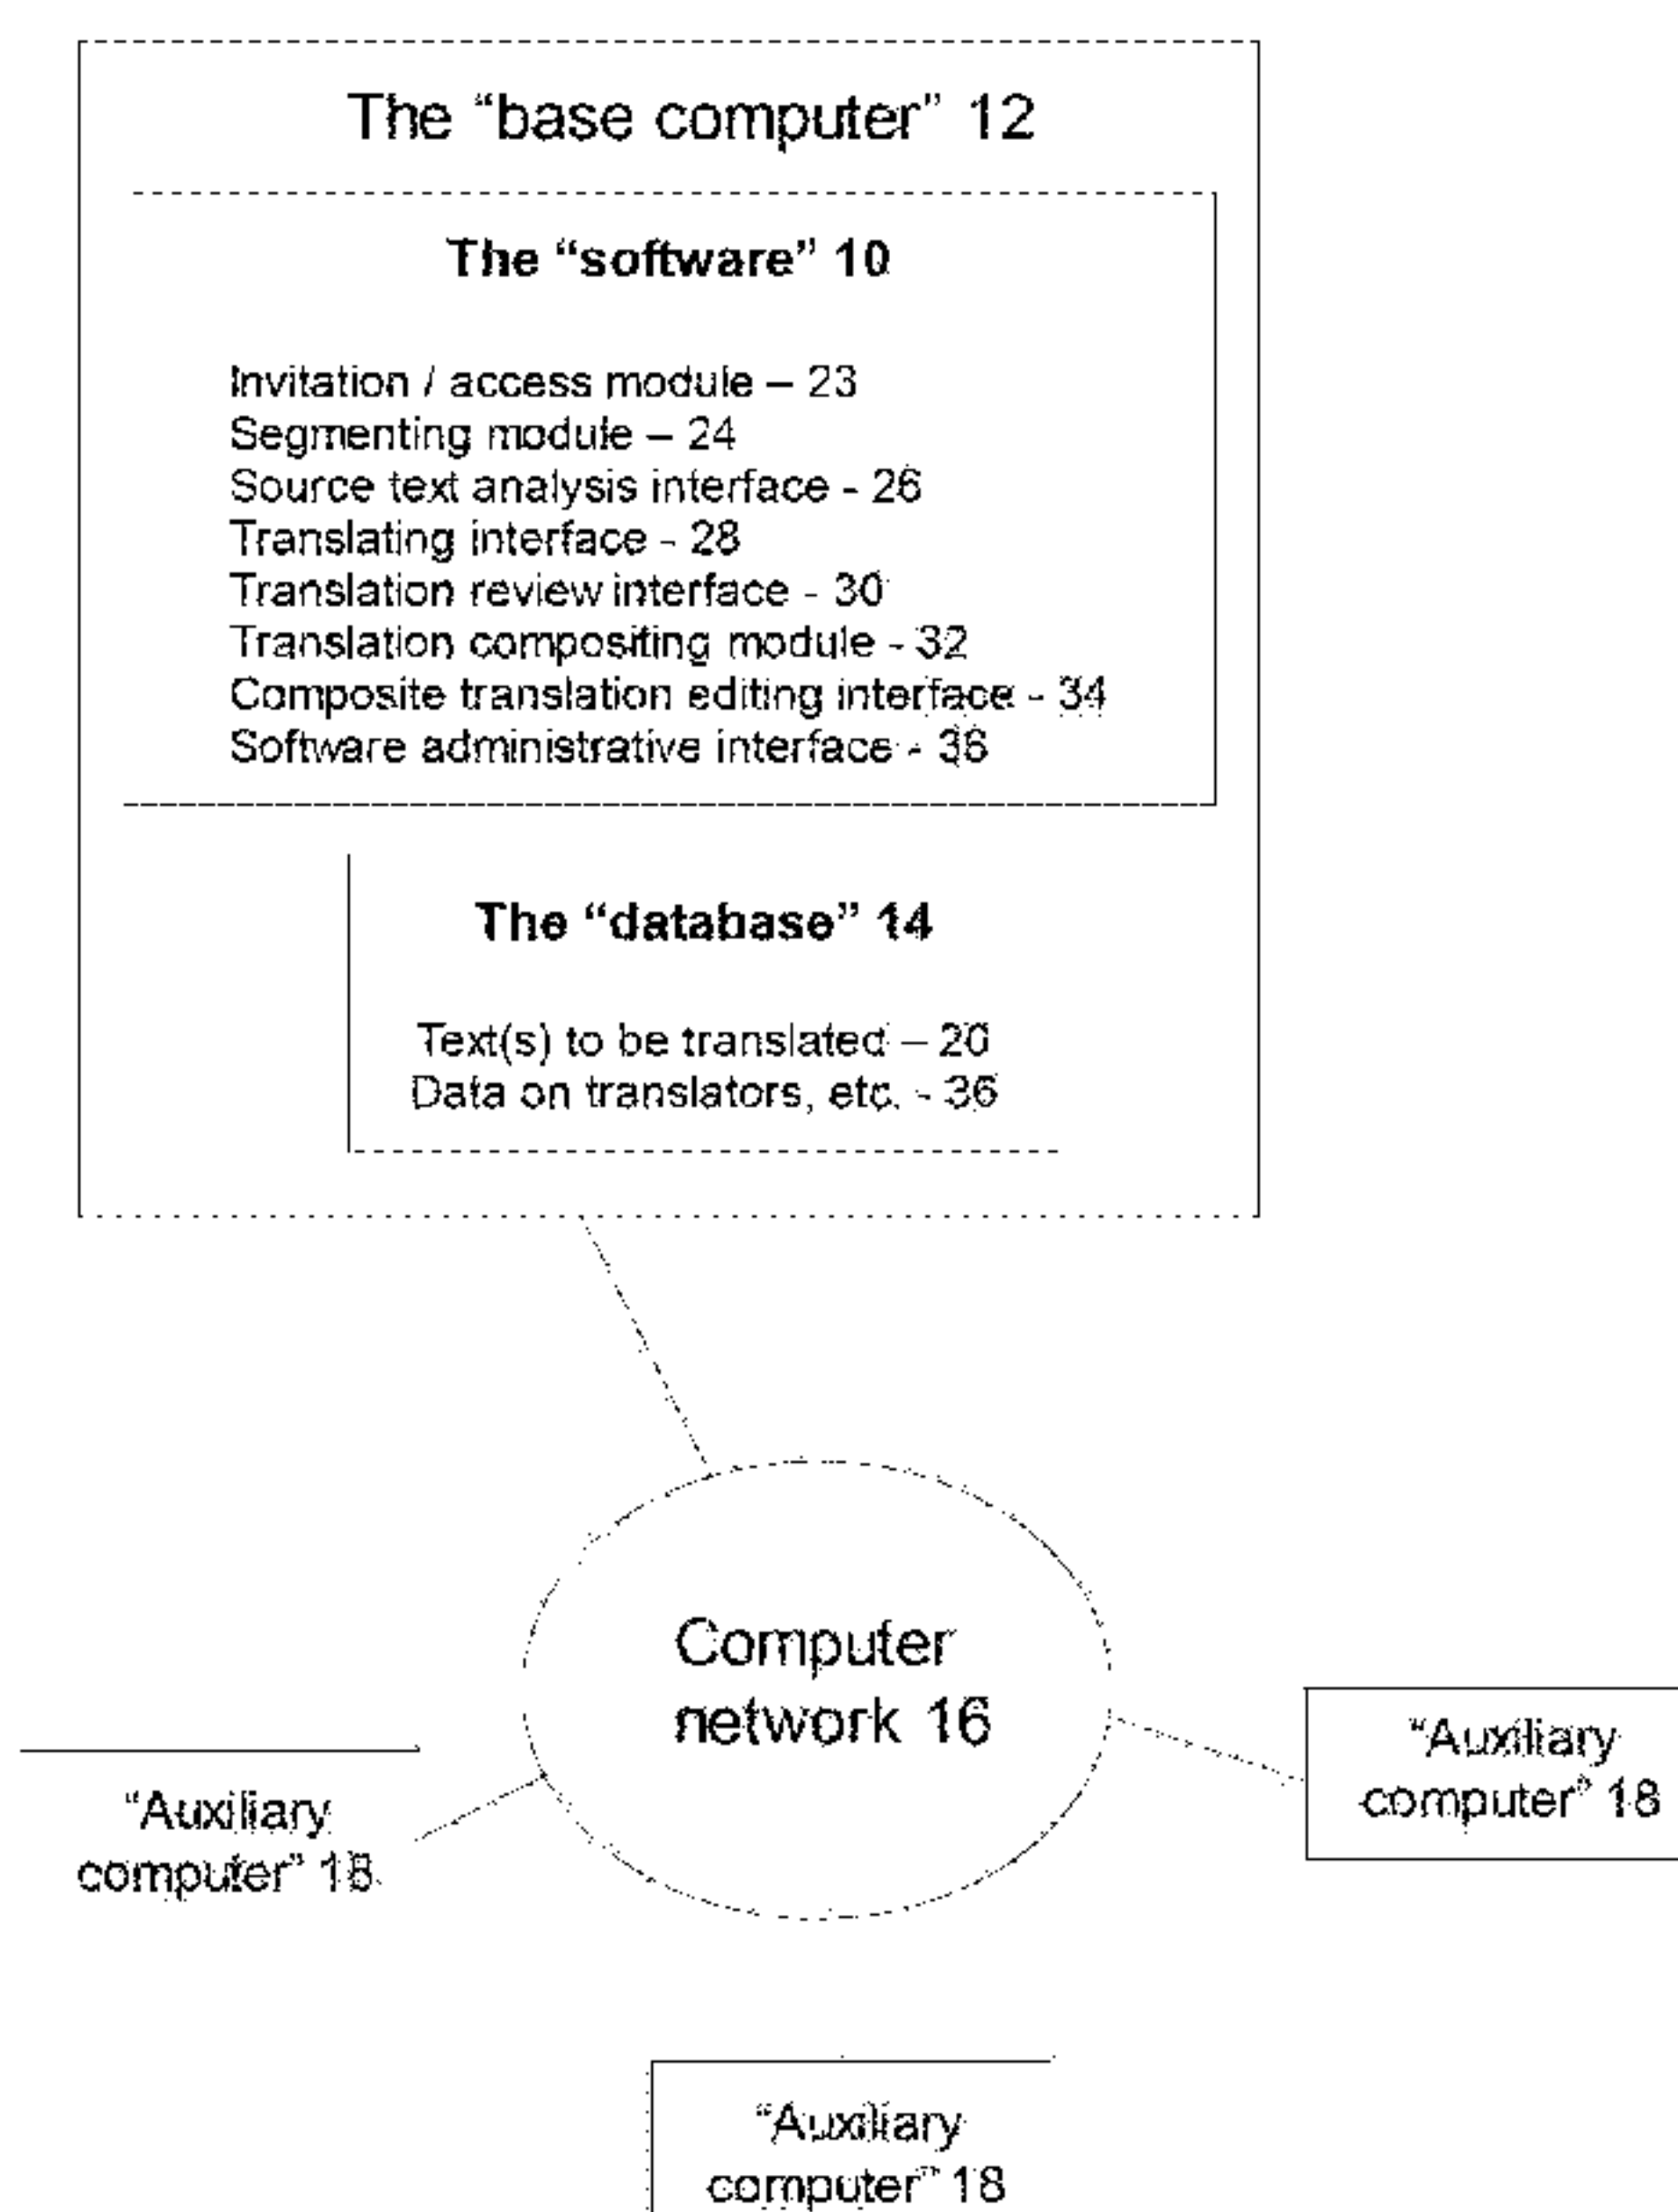 The “base computer” 12
The “software” 10
Invitation / access module – 23
Segmenting module – 24
Source text analysis interface - 26
Translating interface - 28
Translation review interface - 30
Translation compositing module - 32
Composite translation editing interface - 34
Software administrative interface - 36
The “database” 14
Text(s) to be translated – 20
Data on translators, etc. - 36
Computer
network 16
“Auxiliary
computer” 18
“Auxiliary
computer” 18
“Auxiliary
computer” 18